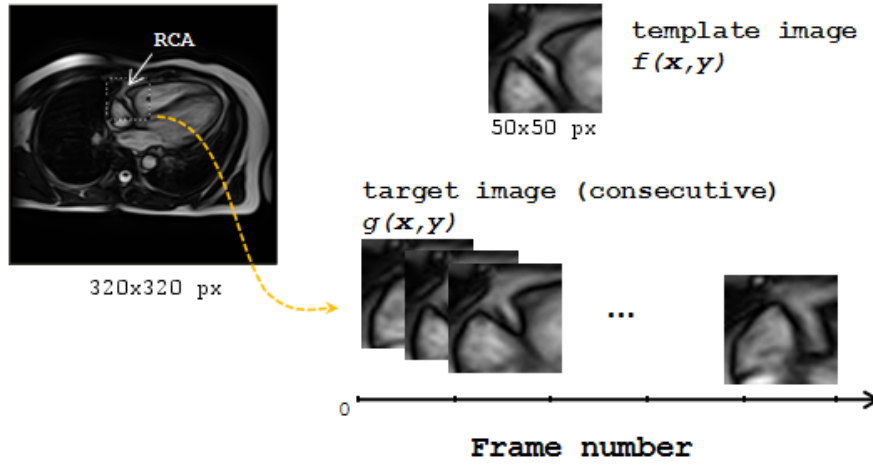 RCA
320x320 px
template image
f(x,y)
50x50 px
target image (consecutive)
g(x,y)
...
0
Frame number